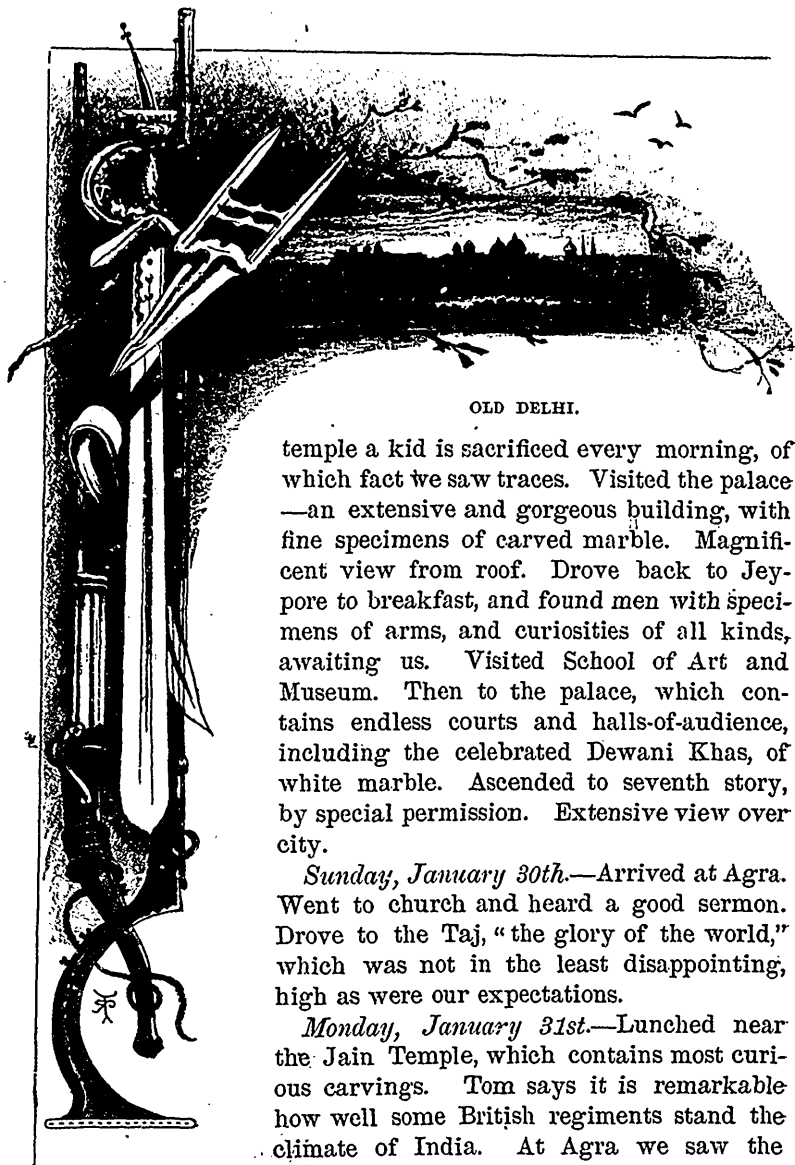 OLD DELHI.
temple a kid is sacrificed every morning, of
which fact we saw traces. Visited the palace
—an extensive and gorgeous building, with
fine specimens of carved marble. Magnifi-
cent view from roof. Drove back to Jey-
pore to breakfast, and found men with speci-
mens of arms, and curiosities of all kinds,
awaiting us. Visited School of Art and
Museum. Then to the palace, which con-
tains endless courts and halls-of-audience,
including the celebrated Dewani Khas, of
white marble. Ascended to seventh story,
by special permission. Extensive view over
city.
Sunday, January 30th.—Arrived at Agra.
Went to church and heard a good sermon.
Drove to the Taj, "the glory of the world,"
which was not in the least disappointing,
high as were our expectations.
Monday, January 31st.—Lunched near
the Jain Temple, which contains most curi-
ous carvings. Tom says it is remarkable
how well some British regiments stand the
climate of India. At Agra we saw the